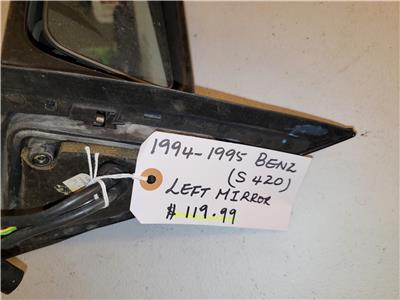 1994-1995 BENZ
(S 420)
LEFT MIRROR
$119.99